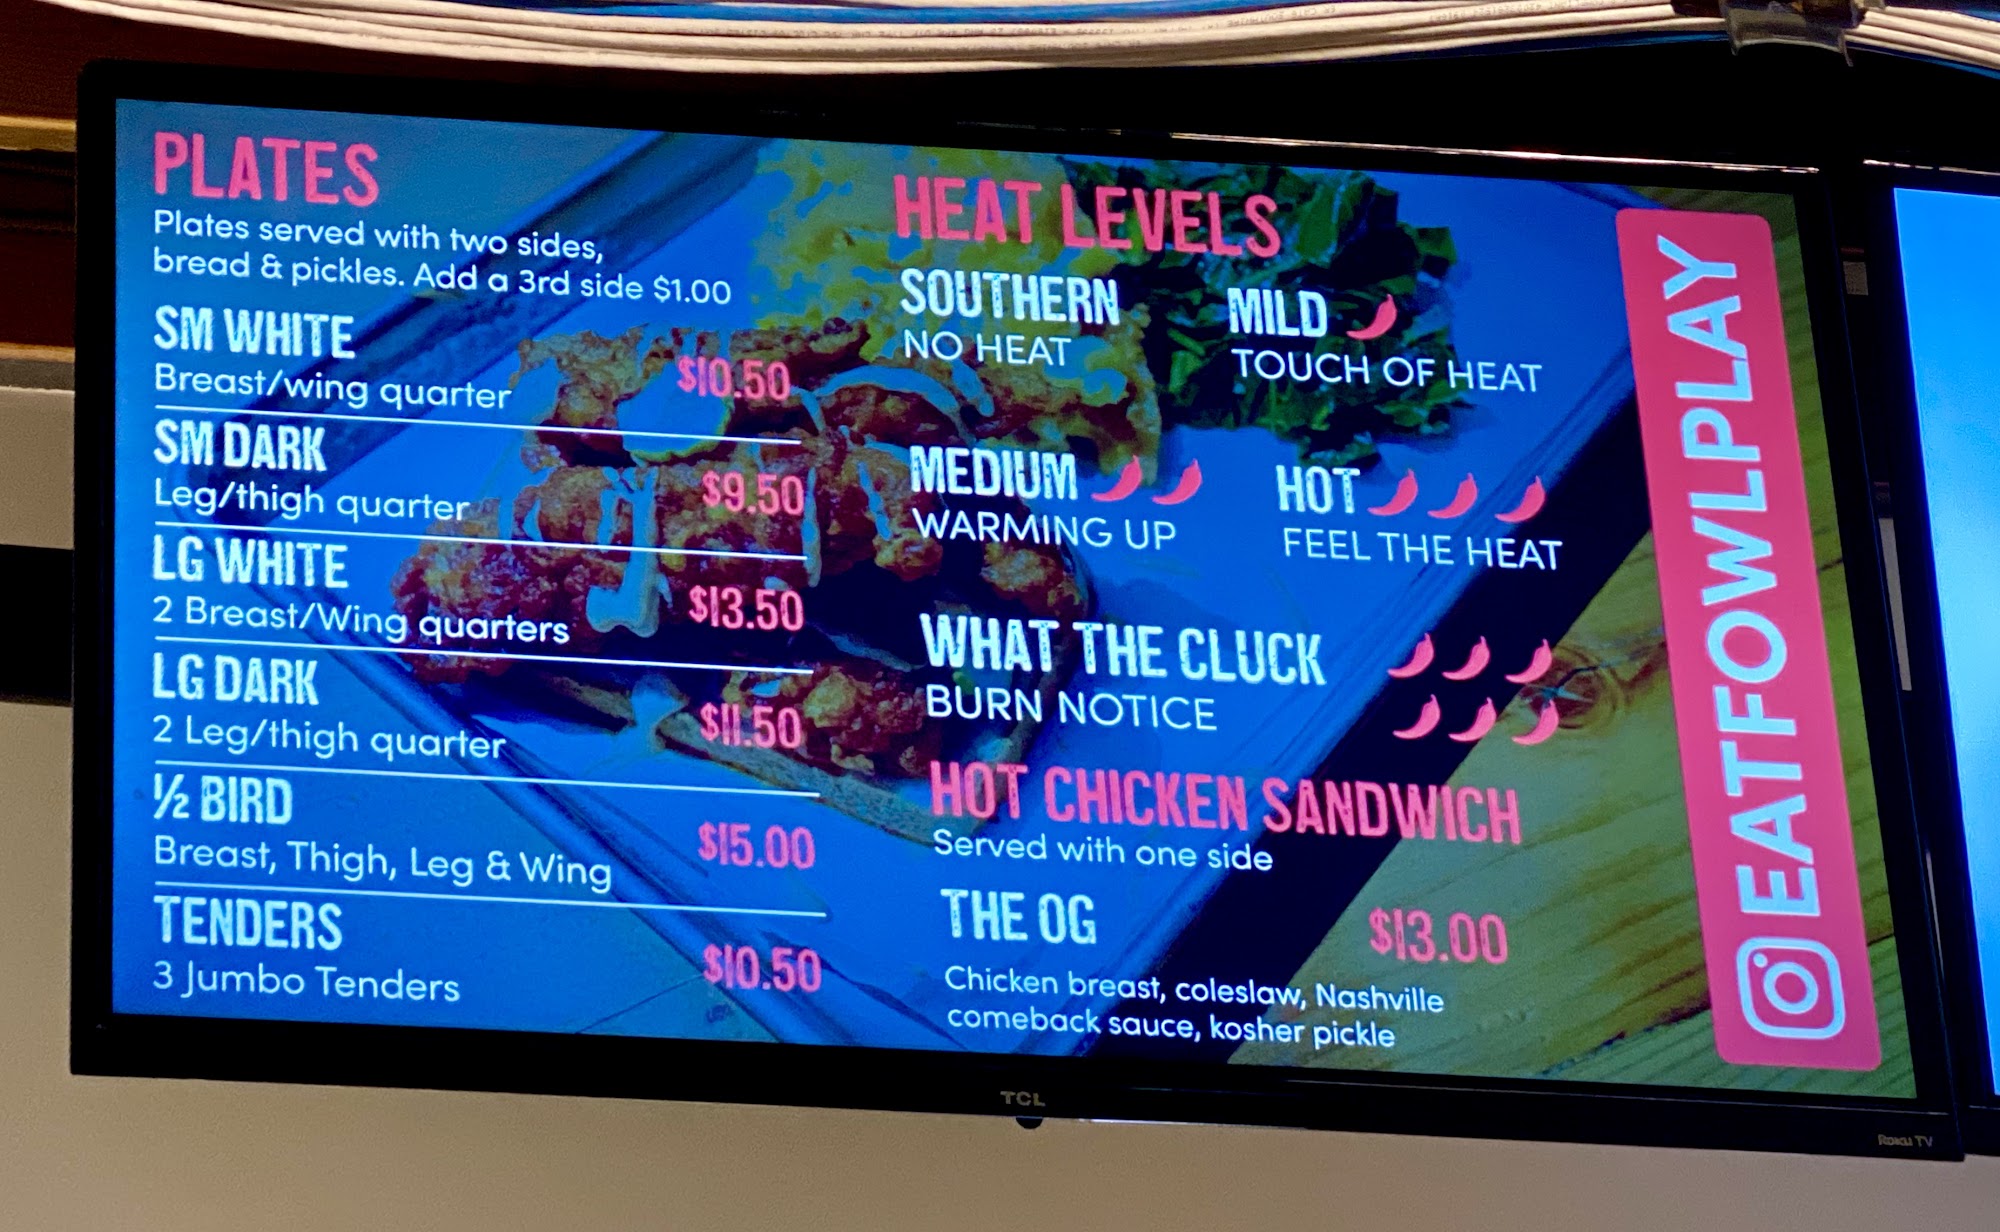 PLATES
Plates served with two sides,
bread & pickles. Add a 3rd side $1.00
SM WHITE
Breast/wing quarter
$10.50
SM DARK
Leg/thigh quarter
$9.50
LG WHITE
2 Breast/Wing quarters
$13.50
LG DARK
2 Leg/thigh quarter
$11.50
½ BIRD
Breast, Thigh, Leg & Wing
$15.00
TENDERS
3 Jumbo Tenders
$10.50
HEAT LEVELS
SOUTHERN
NO HEAT
MILD
TOUCH OF HEAT
MEDIUM
WARMING UP
HOT
FEEL THE HEAT
WHAT THE CLUCK
BURN NOTICE
HOT CHICKEN SANDWICH
Served with one side
THE OG
$13.00
Chicken breast, coleslaw, Nashville
comeback sauce, kosher pickle
EATFOWLPLAY
TCL
Roku TV